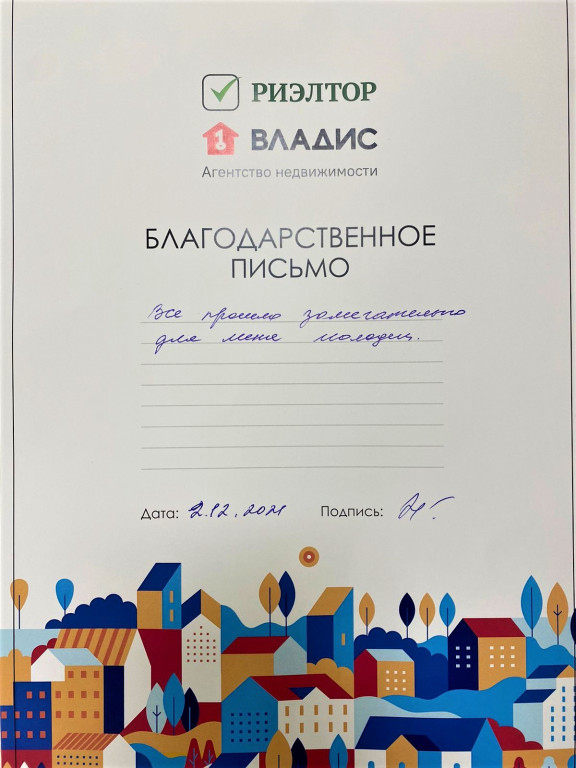 РИЭЛТОР
ВЛАДИС
Агентство недвижимости
БЛАГОДАРСТВЕННОЕ
ПИСЬМО
Все прошло замечательно
для меня молодец.
Дата: 2.12.2021 Подпись: